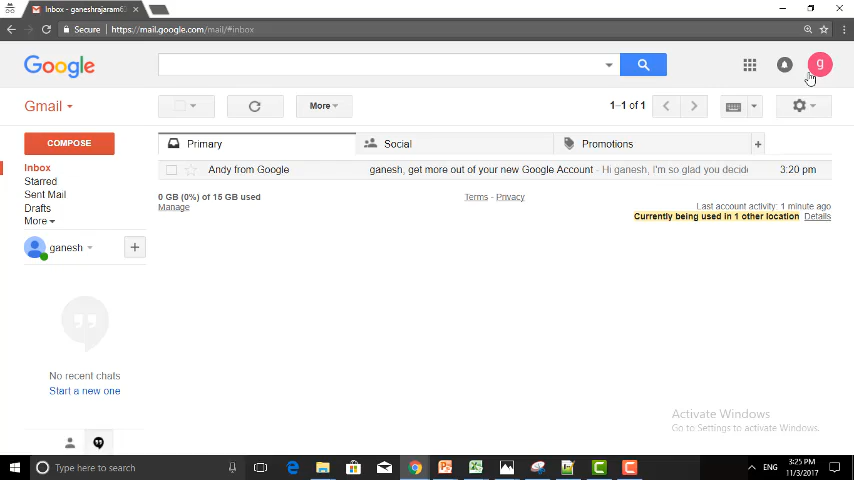 Inbox - ganeshrajaram6
Secure
https://mail.google.com/mail/#inbox
Google
g
Gmail
More
1–1 of 1
COMPOSE
Primary
Social
Promotions
+
Inbox
Starred
Sent Mail
Drafts
More
Andy from Google
ganesh, get more out of your new Google Account - Hi ganesh, I'm so glad you decide
3:20 pm
0 GB (0%) of 15 GB used
Manage
Terms - Privacy
Last account activity: 1 minute ago
Currently being used in 1 other location Details
ganesh
+
No recent chats
Start a new one
Activate Windows
Go to Settings to activate Windows.
Type here to search
ENG
3:25 PM
11/3/2017